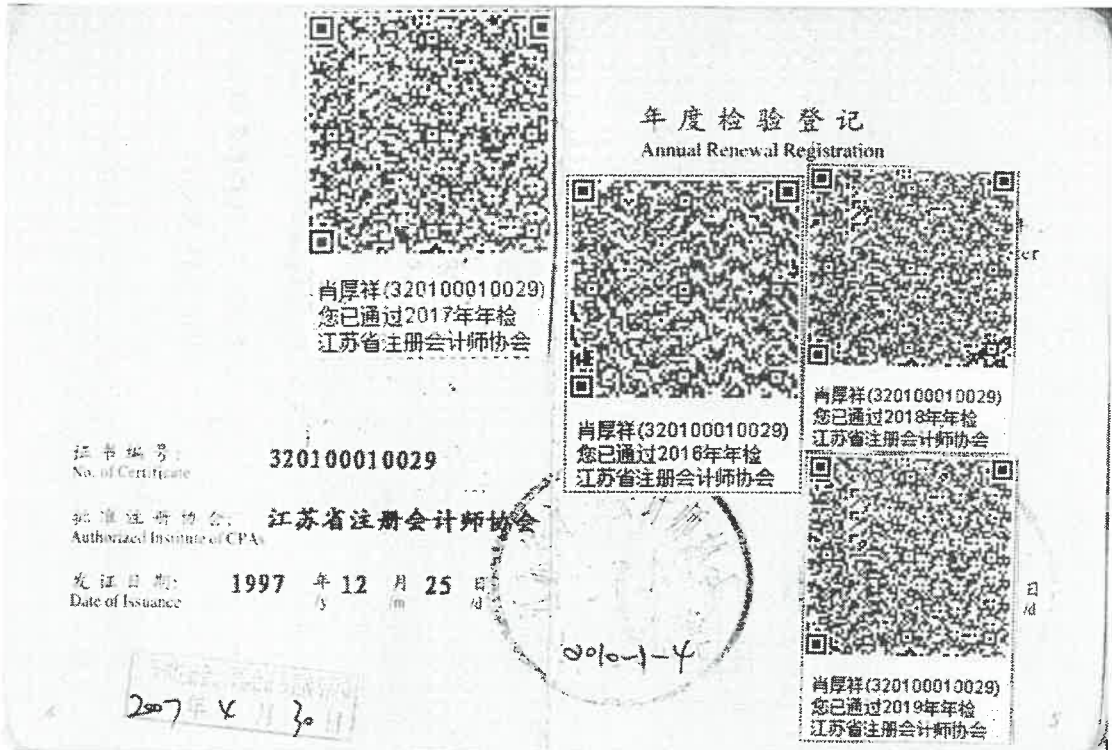 肖厚祥(320100010029)
您已通过2017年年检
江苏省注册会计师协会
证书编号:
No. of Certificate
320100010029
批准注册协会:
Authorized Institute of CPAs
江苏省注册会计师协会
发证日期:
Date of Issuance
1997 年 12 月 25 日
/y /m /d
2007 年 4 月 30 日
年度检验登记
Annual Renewal Registration
肖厚祥(320100010029)
您已通过2016年年检
江苏省注册会计师协会
2010-1-4
肖厚祥(320100010029)
您已通过2018年年检
江苏省注册会计师协会
日
/d
肖厚祥(320100010029)
您已通过2019年年检
江苏省注册会计师协会
5